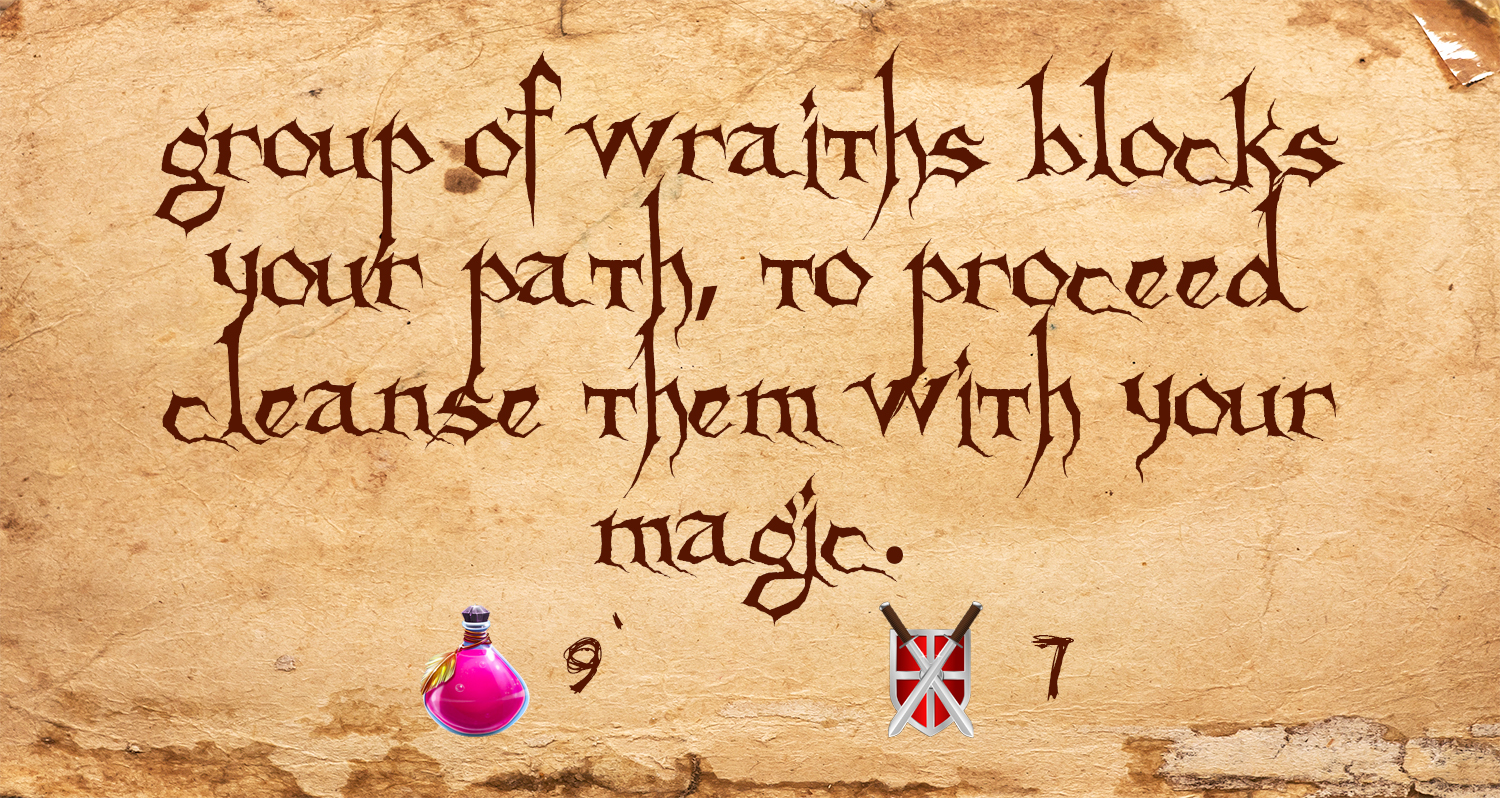 group of wraiths blocks
your path, to proceed
cleanse them with your
magic.
9' 7